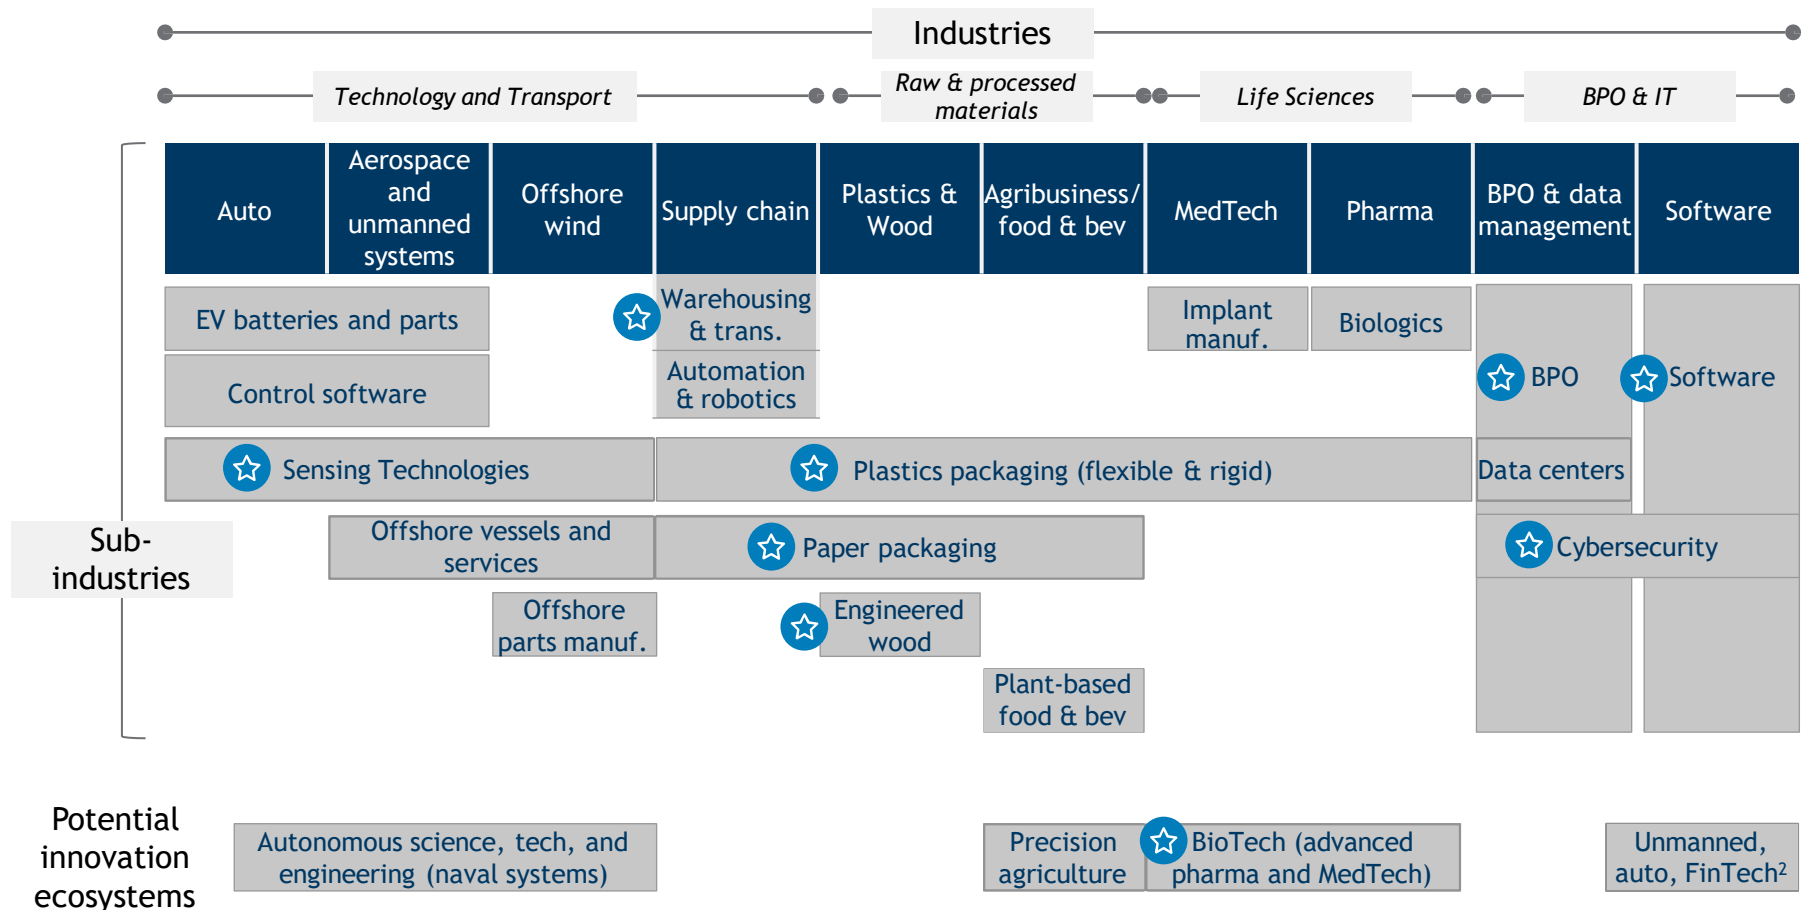 Industries
Technology and Transport
Raw & processed
materials
Life Sciences
BPO & IT
Auto
Aerospace
and
unmanned
systems
Offshore
wind
Supply chain
Plastics &
Wood
Agribusiness/
food & bev
MedTech
Pharma
BPO & data
management
Software
Sub-
industries
EV batteries and parts
Warehousing
& trans.
Implant
manuf.
Biologics
Control software
Automation
& robotics
BPO
Software
Sensing Technologies
Plastics packaging (flexible & rigid)
Data centers
Offshore vessels and
services
Paper packaging
Cybersecurity
Offshore
parts manuf.
Engineered
wood
Plant-based
food & bev
Potential
innovation
ecosystems
Autonomous science, tech, and
engineering (naval systems)
Precision
agriculture
BioTech (advanced
pharma and MedTech)
Unmanned,
auto, FinTech²